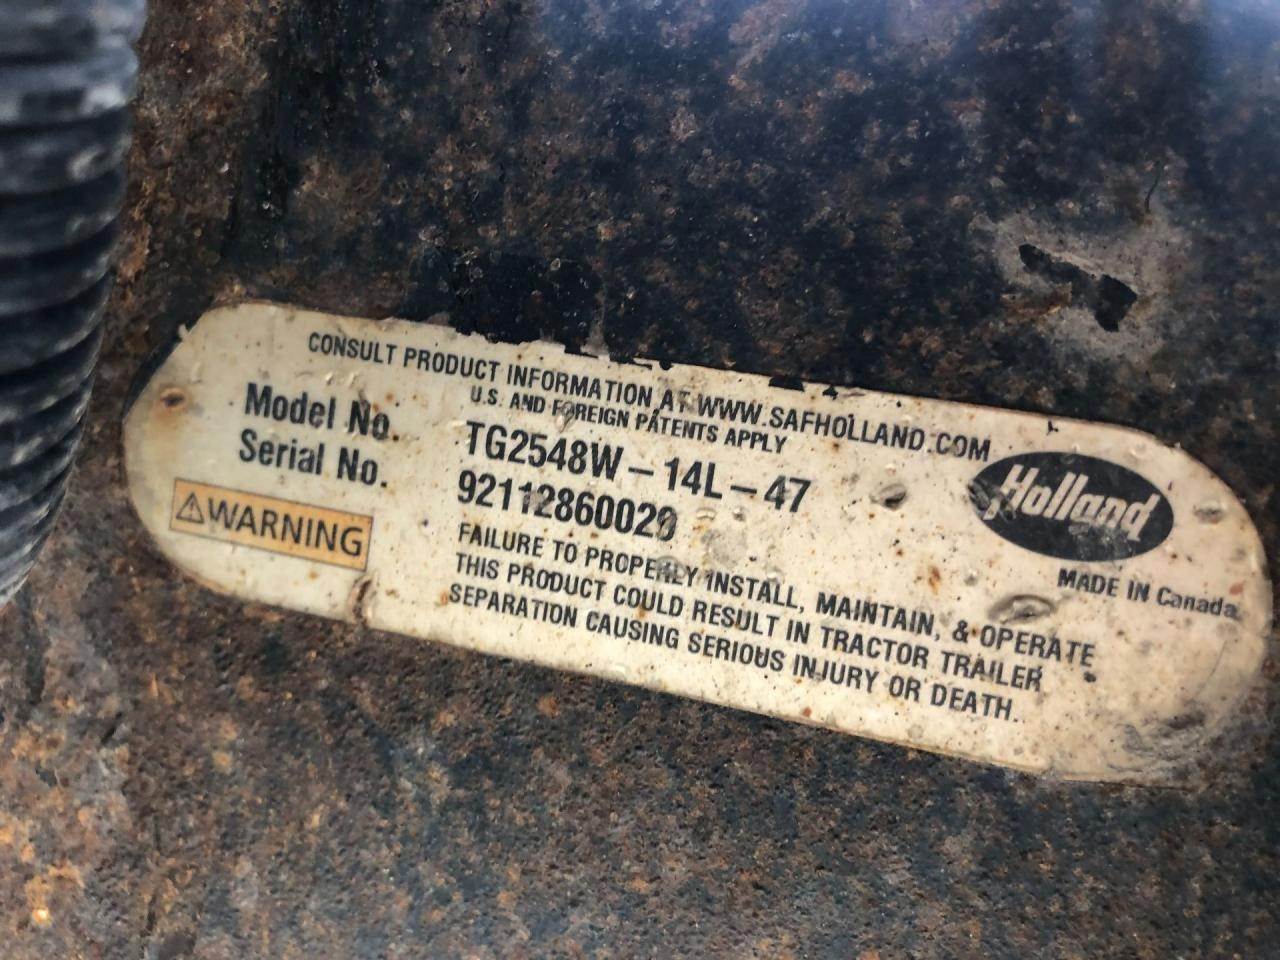 CONSULT PRODUCT INFORMATION AT WWW.SAFHOLLAND.COM
U.S. AND FOREIGN PATENTS APPLY
Model No. TG2548W-14L-47
Serial No. 92112860029
Holland
MADE IN Canada
⚠WARNING
FAILURE TO PROPERLY INSTALL, MAINTAIN, & OPERATE
THIS PRODUCT COULD RESULT IN TRACTOR TRAILER
SEPARATION CAUSING SERIOUS INJURY OR DEATH.